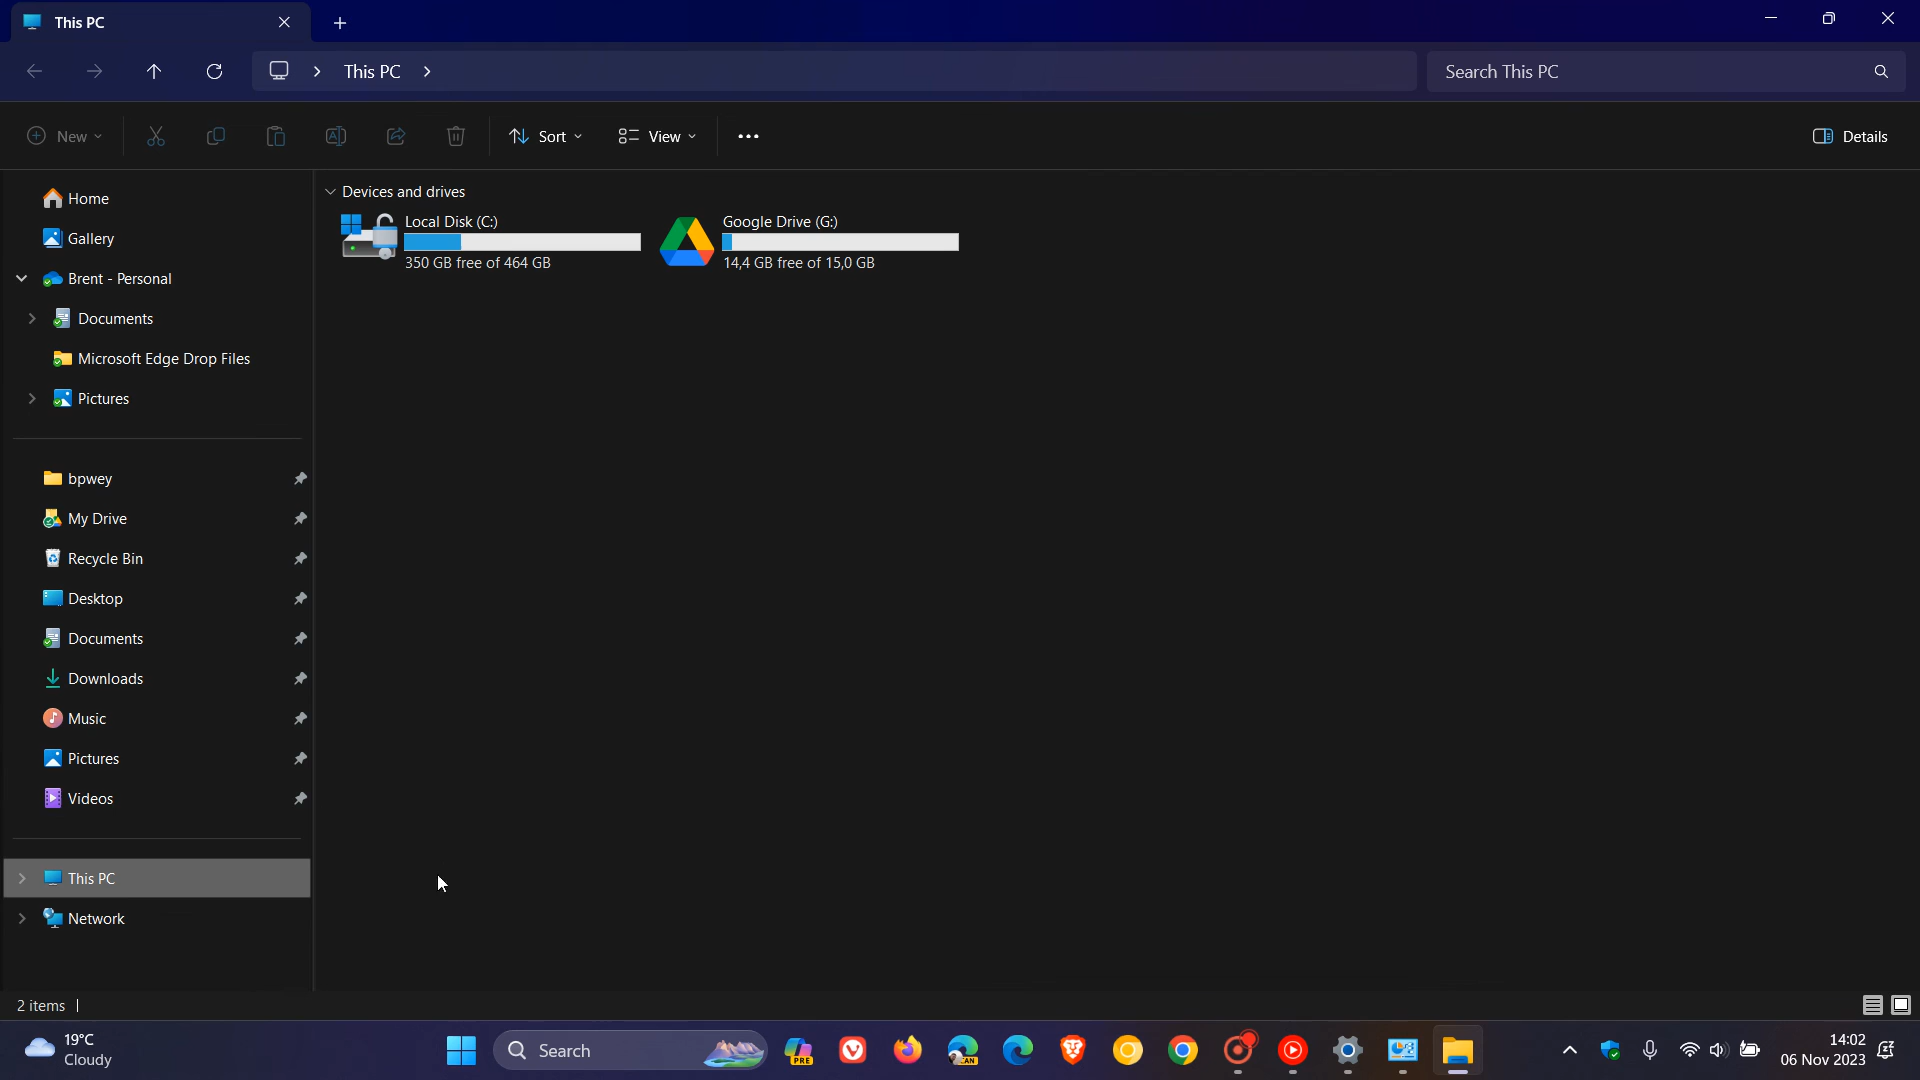 This PC
This PC
Search This PC
New
Sort
View
Details
Home
Gallery
Brent - Personal
Documents
Microsoft Edge Drop Files
Pictures
bpwey
My Drive
Recycle Bin
Desktop
Documents
Downloads
Music
Pictures
Videos
This PC
Network
Devices and drives
Local Disk (C:)
350 GB free of 464 GB
Google Drive (G:)
14,4 GB free of 15,0 GB
2 items
19°C
Cloudy
Search
PRE
CAN
14:02
06 Nov 2023